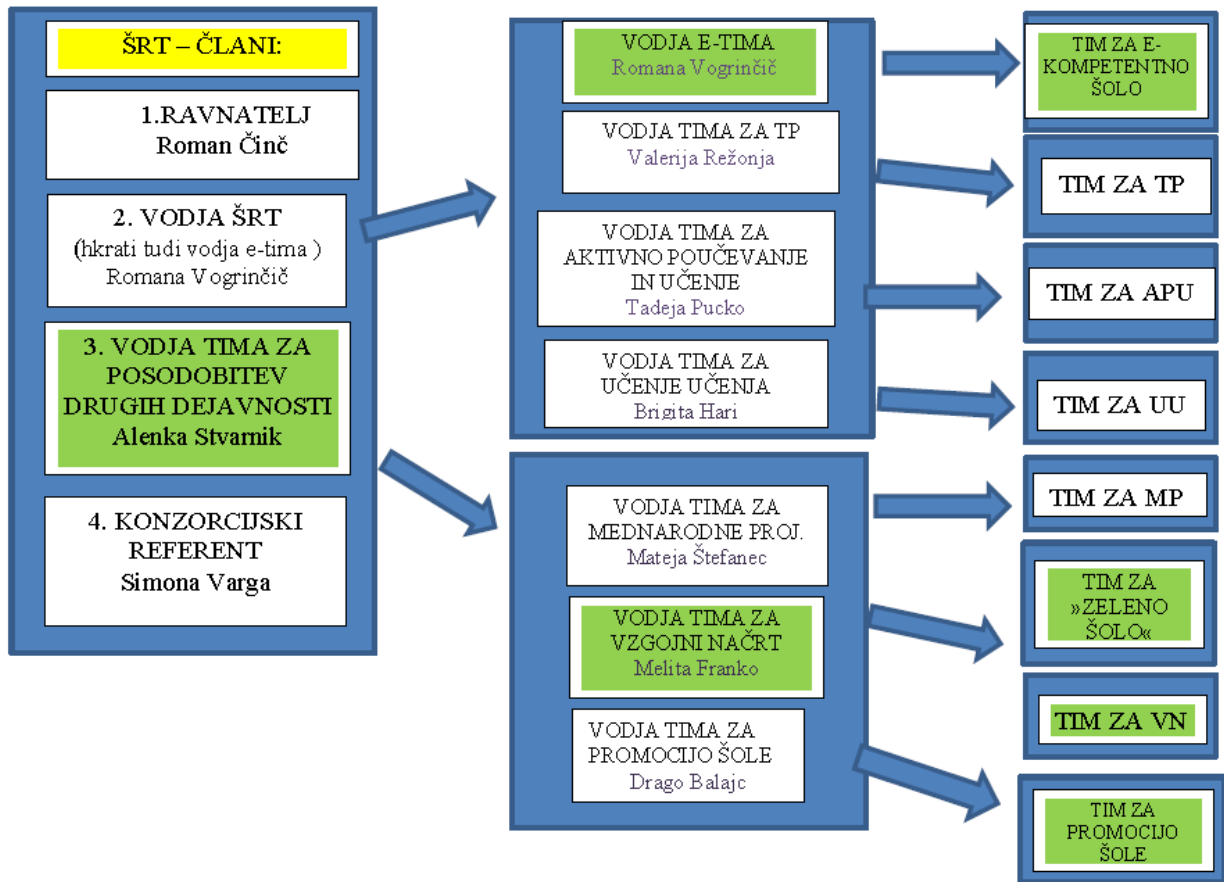 ŠRT – ČLANI:
1.RAVNATELJ
Roman Činč
2. VODJA ŠRT
(hkrati tudi vodja e-tima )
Romana Vogrinčič
3. VODJA TIMA ZA
POSODOBITEV
DRUGIH DEJAVNOSTI
Alenka Stvarnik
4. KONZORCIJSKI
REFERENT
Simona Varga
VODJA E-TIMA
Romana Vogrinčič
VODJA TIMA ZA TP
Valerija Režonja
VODJA TIMA ZA
AKTIVNO POUČEVANJE
IN UČENJE
Tadeja Pucko
VODJA TIMA ZA
UČENJE UČENJA
Brigita Hari
VODJA TIMA ZA
MEDNARODNE PROJ.
Mateja Štefanec
VODJA TIMA ZA
VZGOJNI NAČRT
Melita Franko
VODJA TIMA ZA
PROMOCIJO ŠOLE
Drago Balajc
TIM ZA E-
KOMPETENTNO
ŠOLO
TIM ZA TP
TIM ZA APU
TIM ZA UU
TIM ZA MP
TIM ZA
»ZELENO
ŠOLO«
TIM ZA VN
TIM ZA
PROMOCIJO
ŠOLE